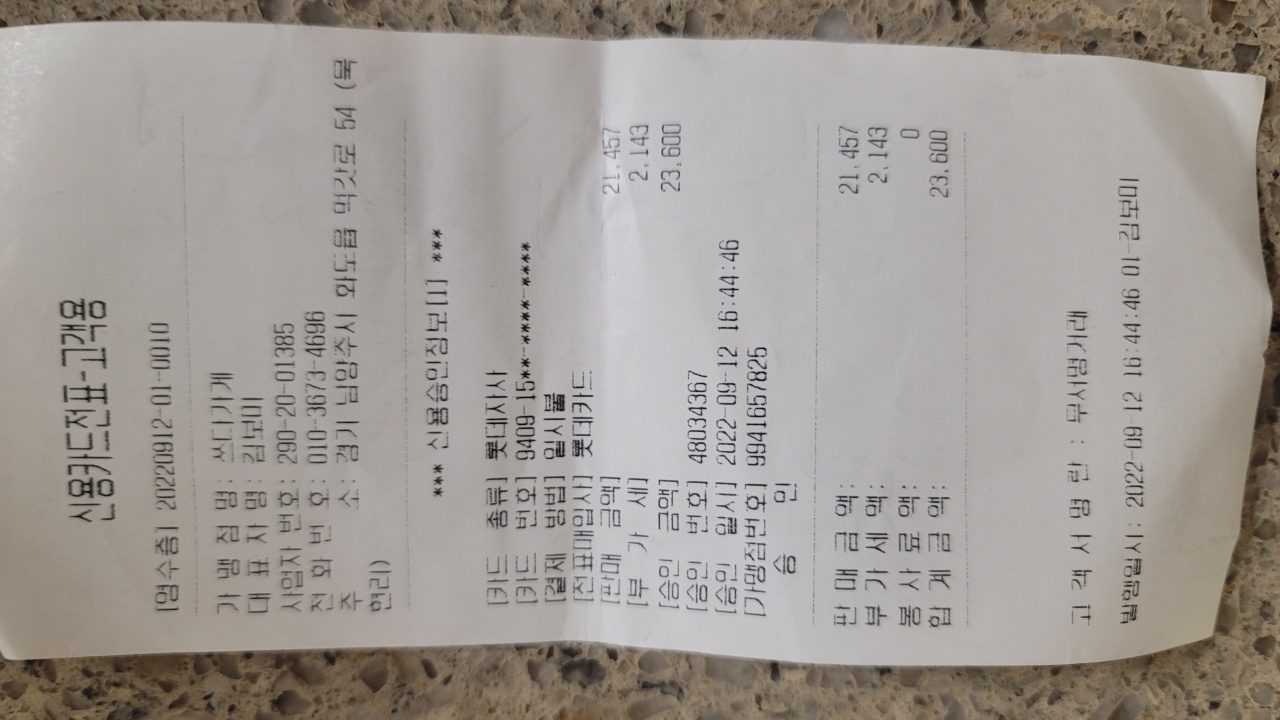 신용카드전표-고객용
[영수증] 20220912-01-0010
가 맹 점 명 : 쓰다가게
대 표 자 명 : 김보미
사업자 번호 : 290-20-01385
전 화 번 호 : 010-3673-4696
주 소 : 경기 남양주시 와도읍 먹갓로 54 (묵
현리)
*** 신용승인정보[1] ***
[카드 종류] 롯데자사
[카드 번호] 9409-15**-****-****
[결제 방법] 일시불
[전표매입사] 롯데카드
[판매 금액] 21,457
[부 가 세] 2,143
[승인 금액] 23,600
[승인 번호] 48034367
[승인 일시] 2022-09-12 16:44:46
[가맹점번호] 9941657825
승 인
판 매 금 액 : 21,457
부 가 세 액 : 2,143
봉 사 료 액 : 0
합 계 금 액 : 23,600
고 객 서 명 란 : 무서명거래
발행일시 : 2022-09-12 16:44:46 01-김보미